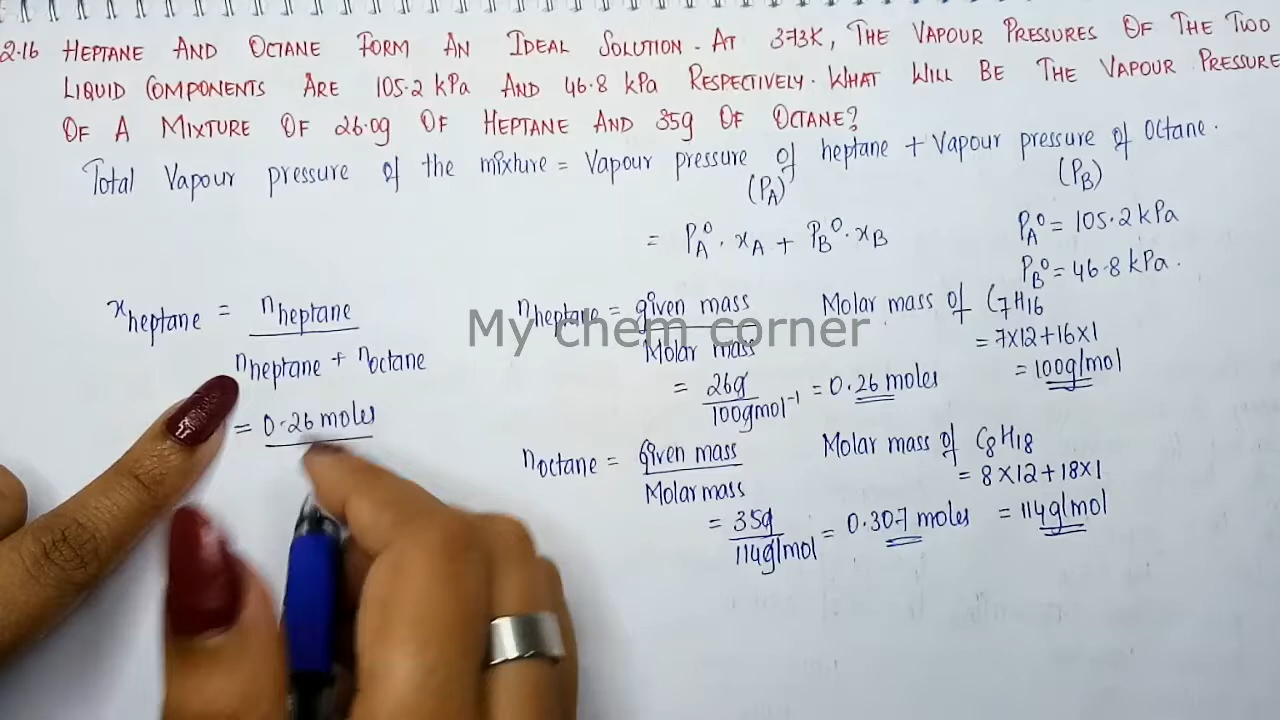 2.16 HEPTANE AND OCTANE FORM AN IDEAL SOLUTION. AT 373K, THE VAPOUR PRESSURES OF THE TWO
LIQUID COMPONENTS ARE 105.2 kPa AND 46.8 kPa RESPECTIVELY. WHAT WILL BE THE VAPOUR PRESSURE
OF A MIXTURE OF 26.0g OF HEPTANE AND 35g OF OCTANE?
Total Vapour pressure of the mixture = Vapour pressure of heptane + Vapour pressure of Octane.
(PA) (PB)
= PA⁰ · xA + PB⁰ · xB
PA⁰ = 105.2 kPa
PB⁰ = 46.8 kPa.
xheptane = nheptane
nheptane + noctane
= 0.26 moles
nheptane = given mass
Molar mass
= 26g
100gmol⁻¹ = 0.26 moles
Molar mass of C7H16
= 7×12+16×1
= 100g/mol
noctane = Given mass
Molar mass
= 35g
114g/mol = 0.307 moles
Molar mass of C8H18
= 8×12+18×1
= 114g/mol
My chem corner